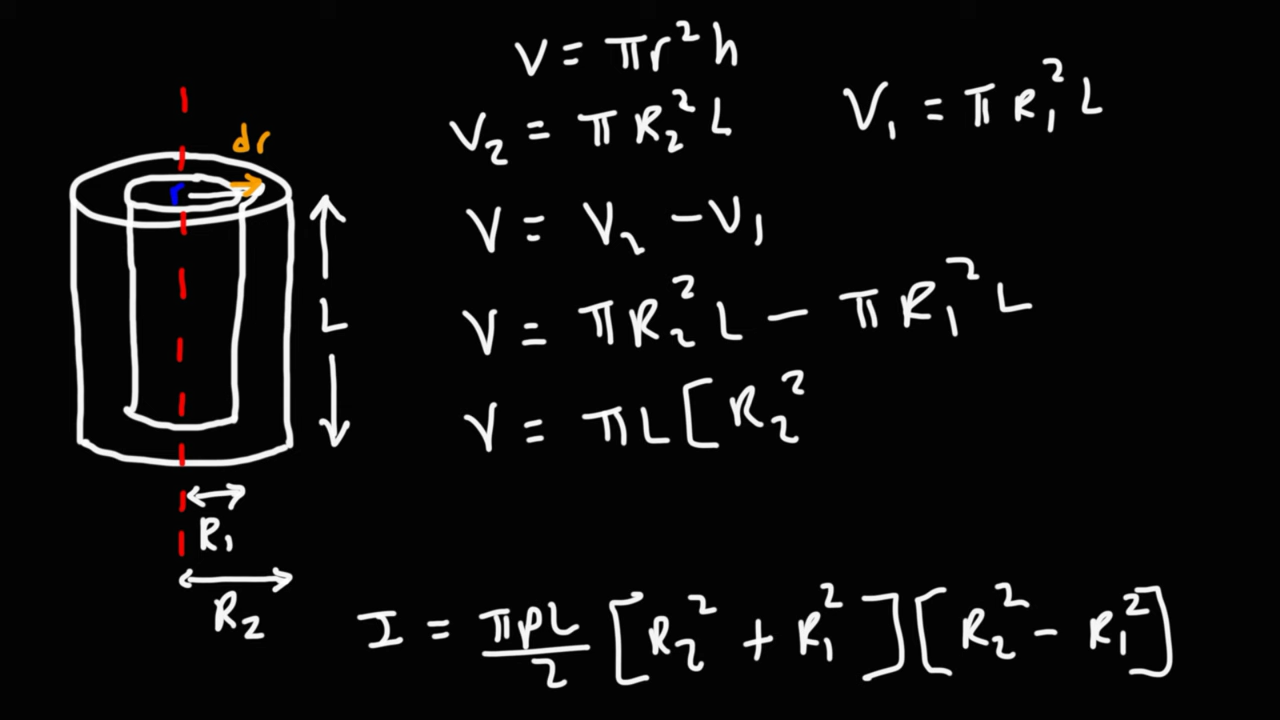 V = πr²h
V₂ = πR₂²L
V₁ = πR₁²L
dr
r
V = V₂ - V₁
L
V = πR₂²L - πR₁²L
V = πL[R₂²
R₁
R₂
I = πρL/2 [R₂² + R₁²][R₂² - R₁²]